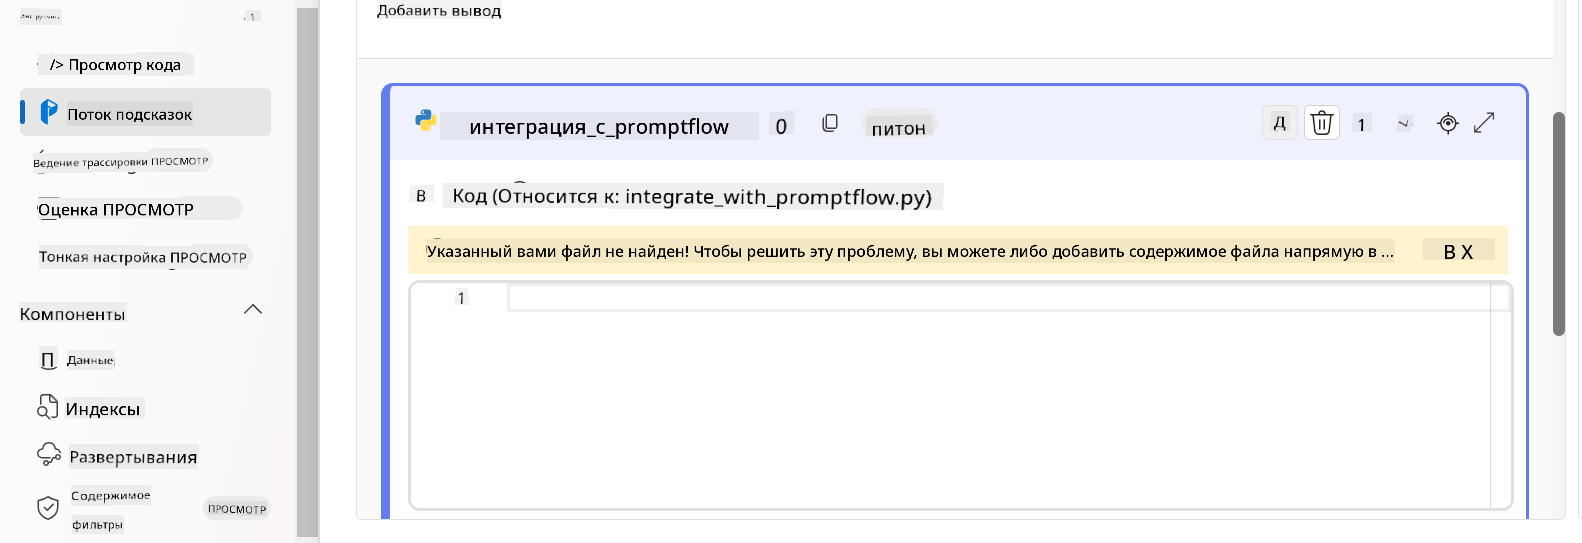 1
/> Просмотр кода
Поток подсказок
Ведение трассировки ПРОСМОТР
Оценка ПРОСМОТР
Тонкая настройка ПРОСМОТР
Компоненты
П Данные
Индексы
Развертывания
Содержимое
фильтры
ПРОСМОТР
Добавить вывод
интеграция_с_promptflow 0 питон Д 1
В Код (Относится к: integrate_with_promptflow.py)
Указанный вами файл не найден! Чтобы решить эту проблему, вы можете либо добавить содержимое файла напрямую в ... В X
1